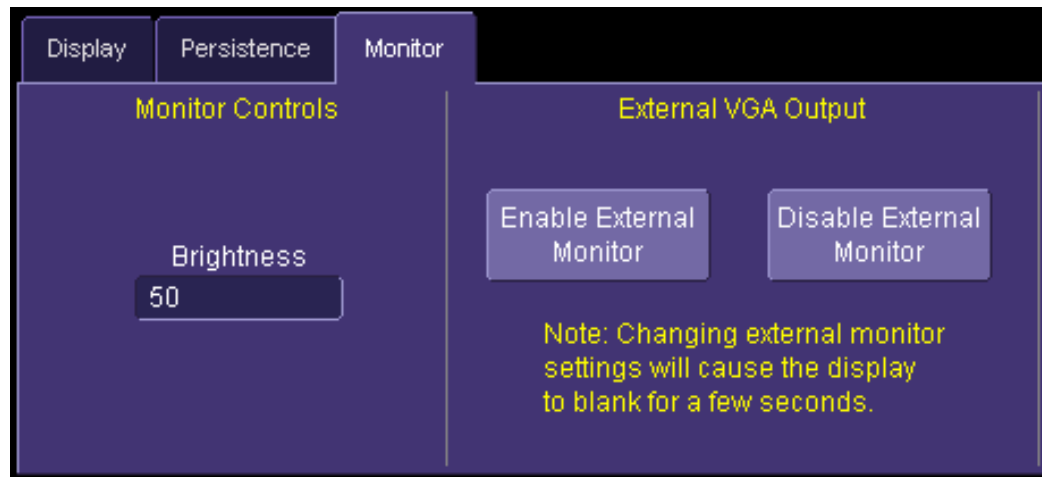 Display
Persistence
Monitor
Monitor Controls
External VGA Output
Brightness
50
Enable External
Monitor
Disable External
Monitor
Note: Changing external monitor
settings will cause the display
to blank for a few seconds.